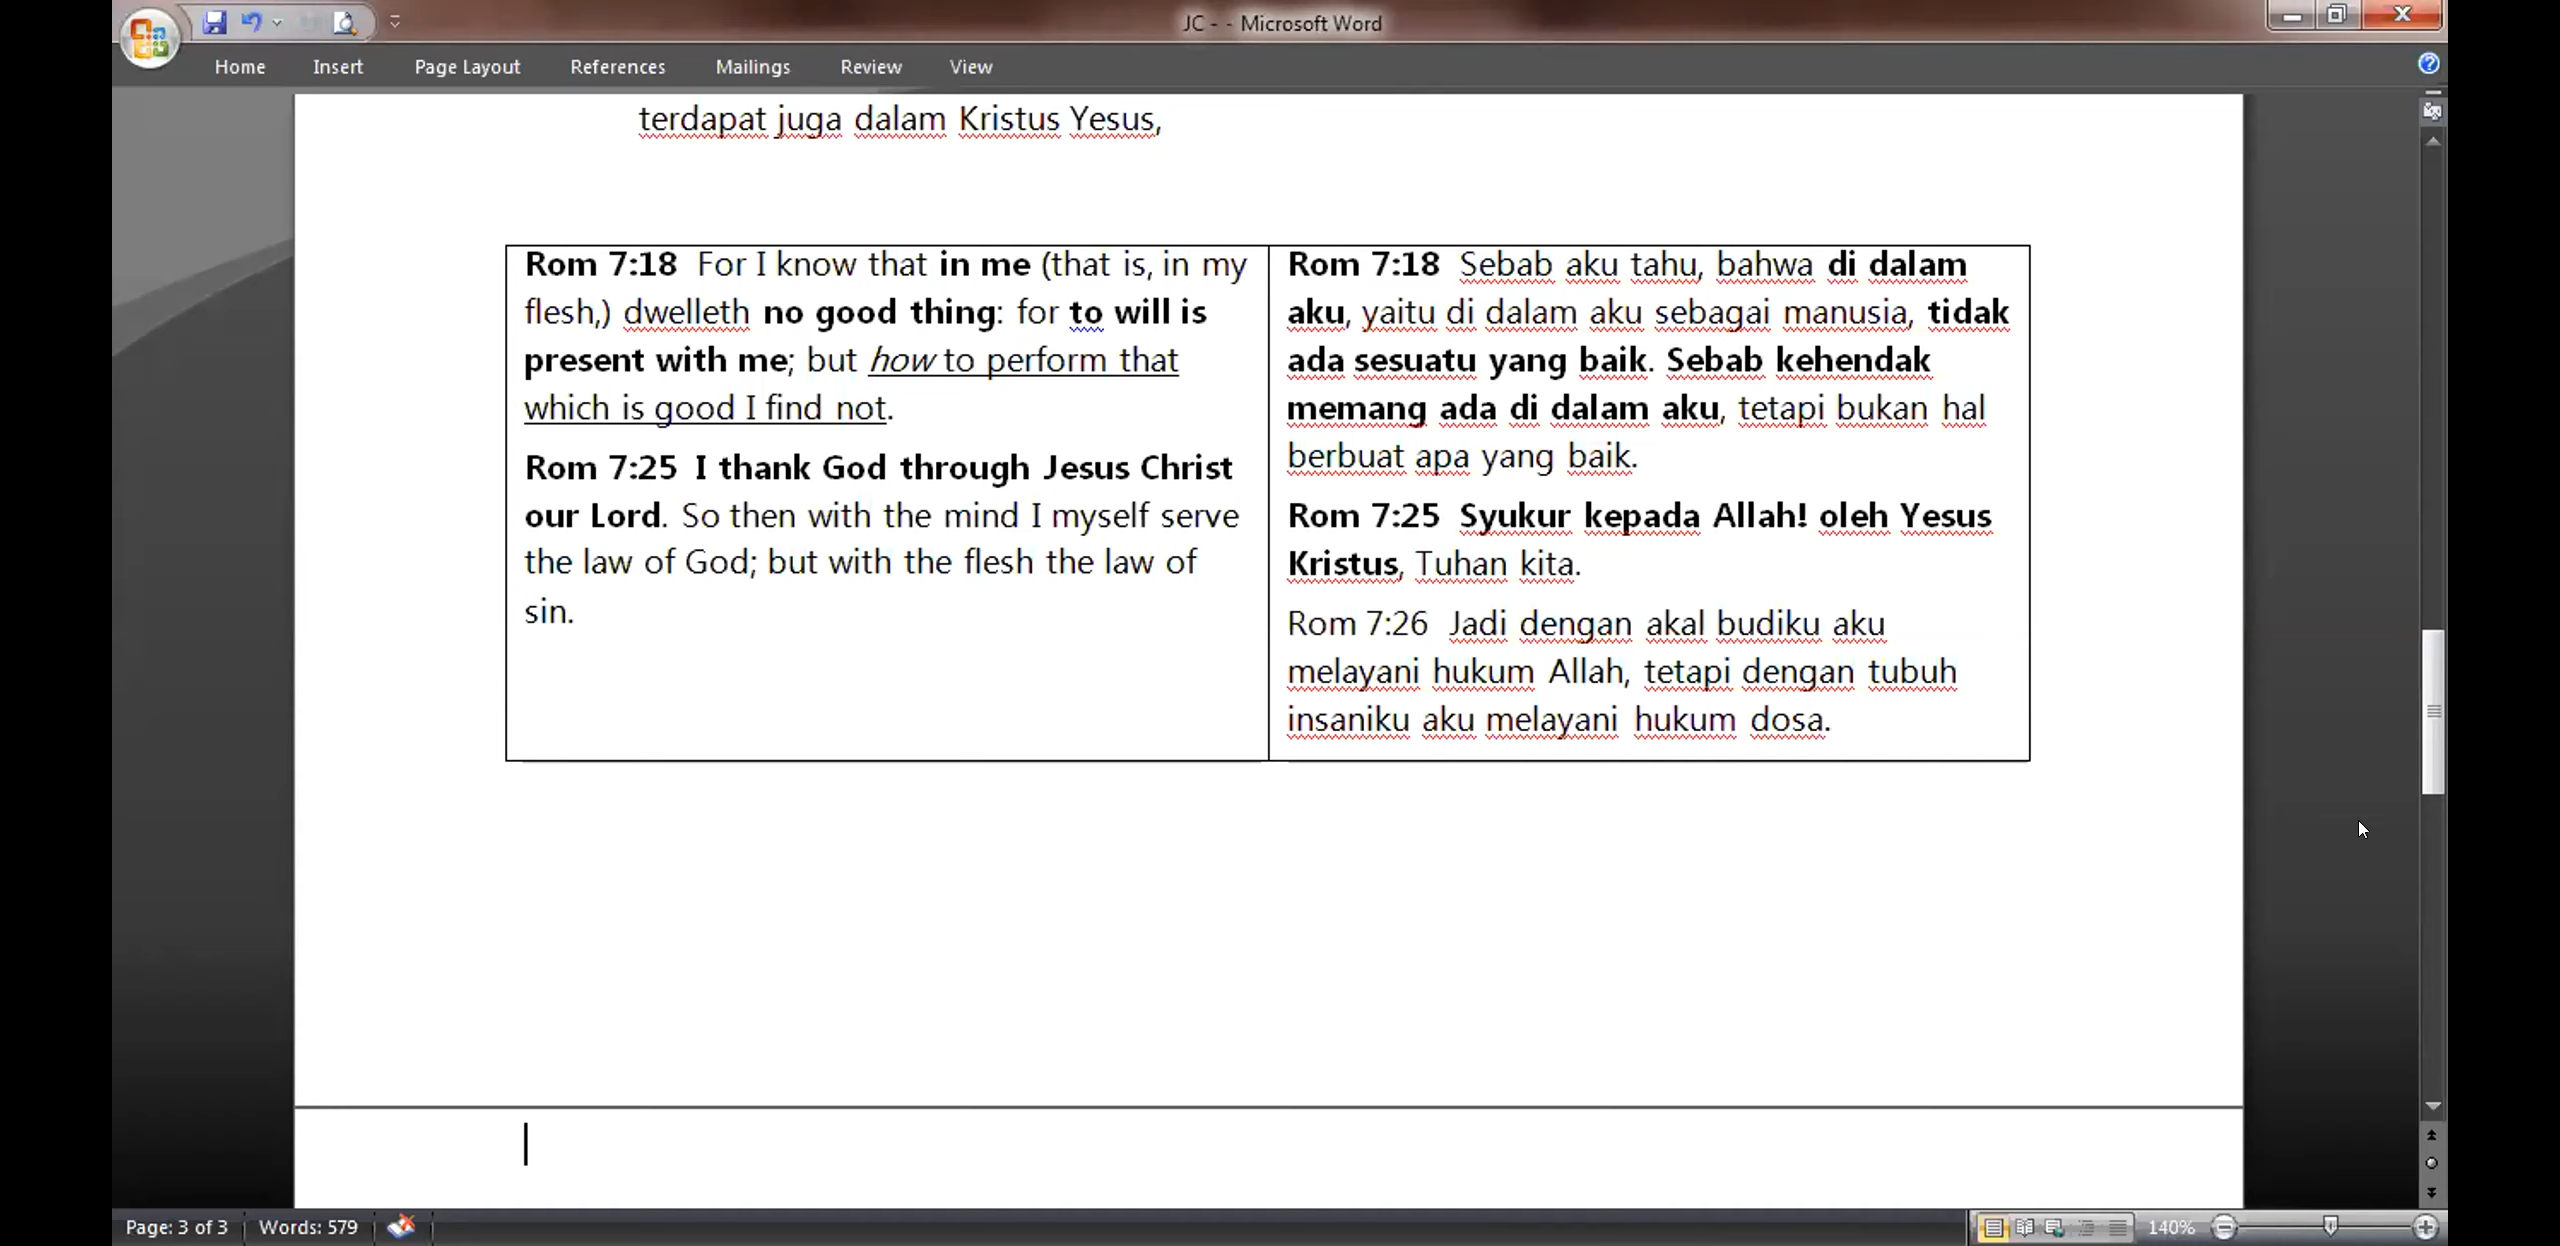 JC - - Microsoft Word
Home Insert Page Layout References Mailings Review View
terdapat juga dalam Kristus Yesus,
Rom 7:18 For I know that in me (that is, in my
flesh,) dwelleth no good thing: for to will is
present with me; but how to perform that
which is good I find not.
Rom 7:25 I thank God through Jesus Christ
our Lord. So then with the mind I myself serve
the law of God; but with the flesh the law of
sin.
Rom 7:18 Sebab aku tahu, bahwa di dalam
aku, yaitu di dalam aku sebagai manusia, tidak
ada sesuatu yang baik. Sebab kehendak
memang ada di dalam aku, tetapi bukan hal
berbuat apa yang baik.
Rom 7:25 Syukur kepada Allah! oleh Yesus
Kristus, Tuhan kita.
Rom 7:26 Jadi dengan akal budiku aku
melayani hukum Allah, tetapi dengan tubuh
insaniku aku melayani hukum dosa.
Page: 3 of 3 Words: 579 140%